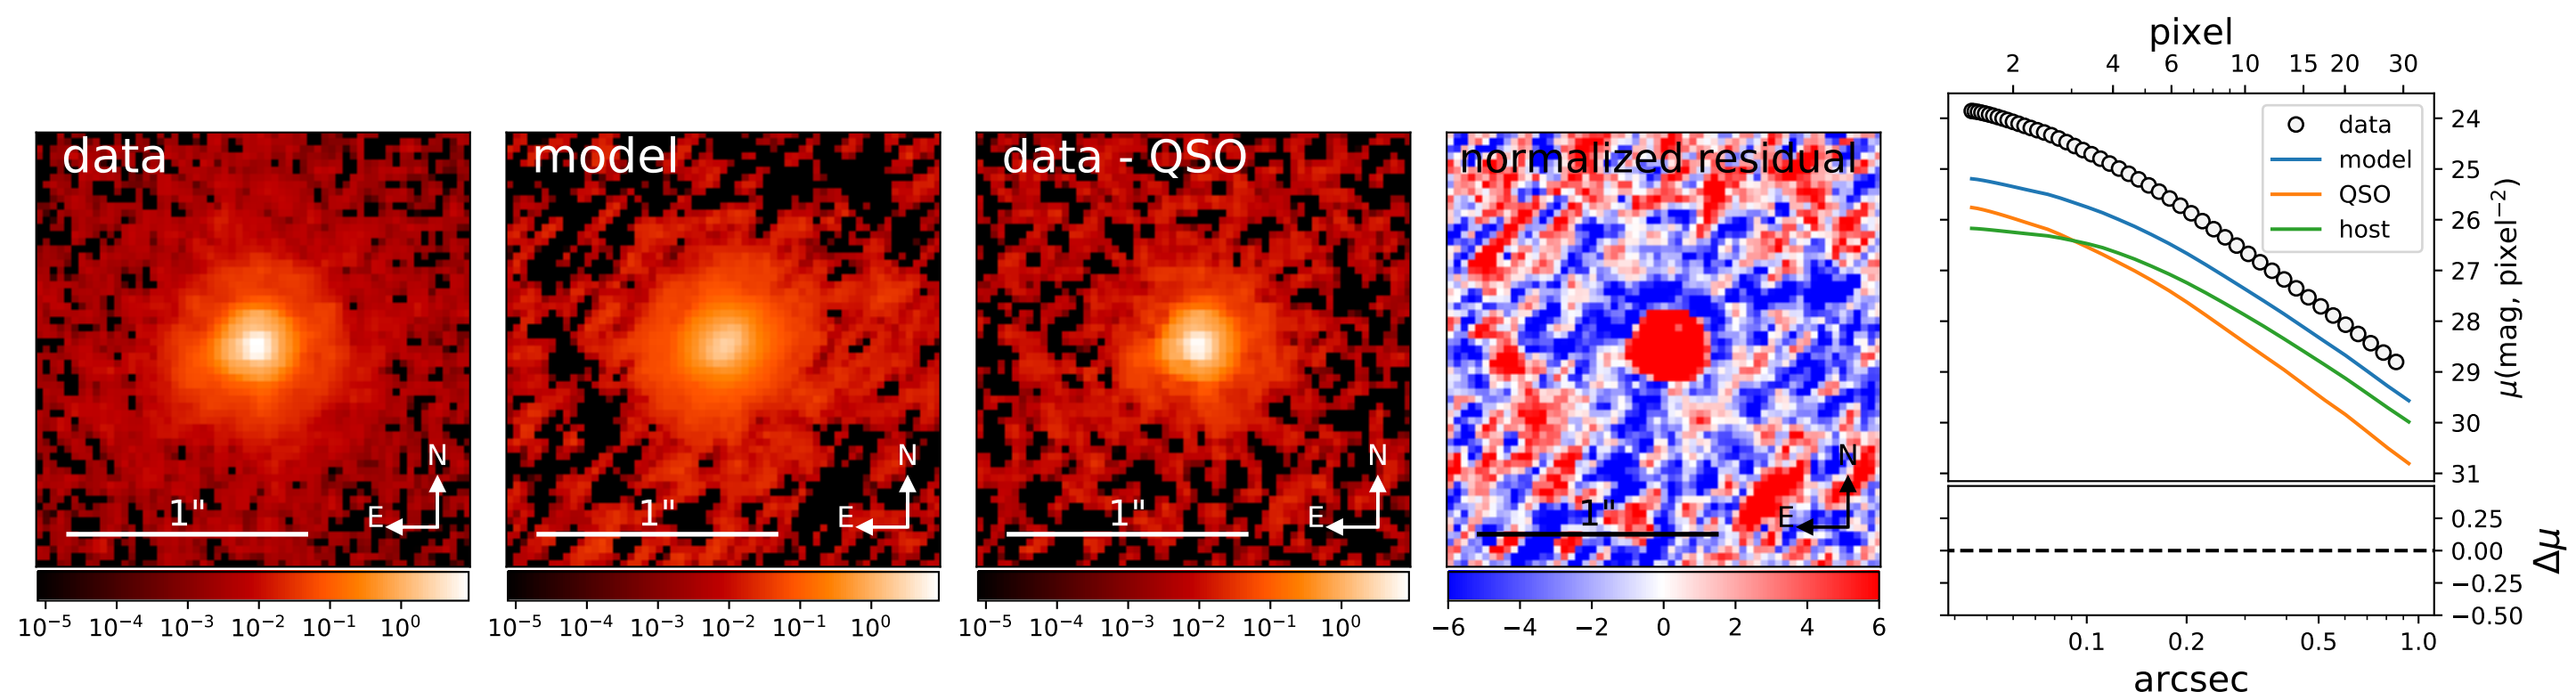 data
N
E
1"
10⁻⁵ 10⁻⁴ 10⁻³ 10⁻² 10⁻¹ 10⁰
model
N
E
1"
10⁻⁵ 10⁻⁴ 10⁻³ 10⁻² 10⁻¹ 10⁰
data - QSO
N
E
1"
10⁻⁵ 10⁻⁴ 10⁻³ 10⁻² 10⁻¹ 10⁰
normalized residual
N
E
1"
−6 −4 −2 0 2 4 6
pixel
2 4 6 10 15 20 30
data
model
QSO
host
24
25
26
27
28
29
30
31
μ(mag, pixel⁻²)
0.25
0.00
−0.25
−0.50
Δμ
0.1 0.2 0.5 1.0
arcsec